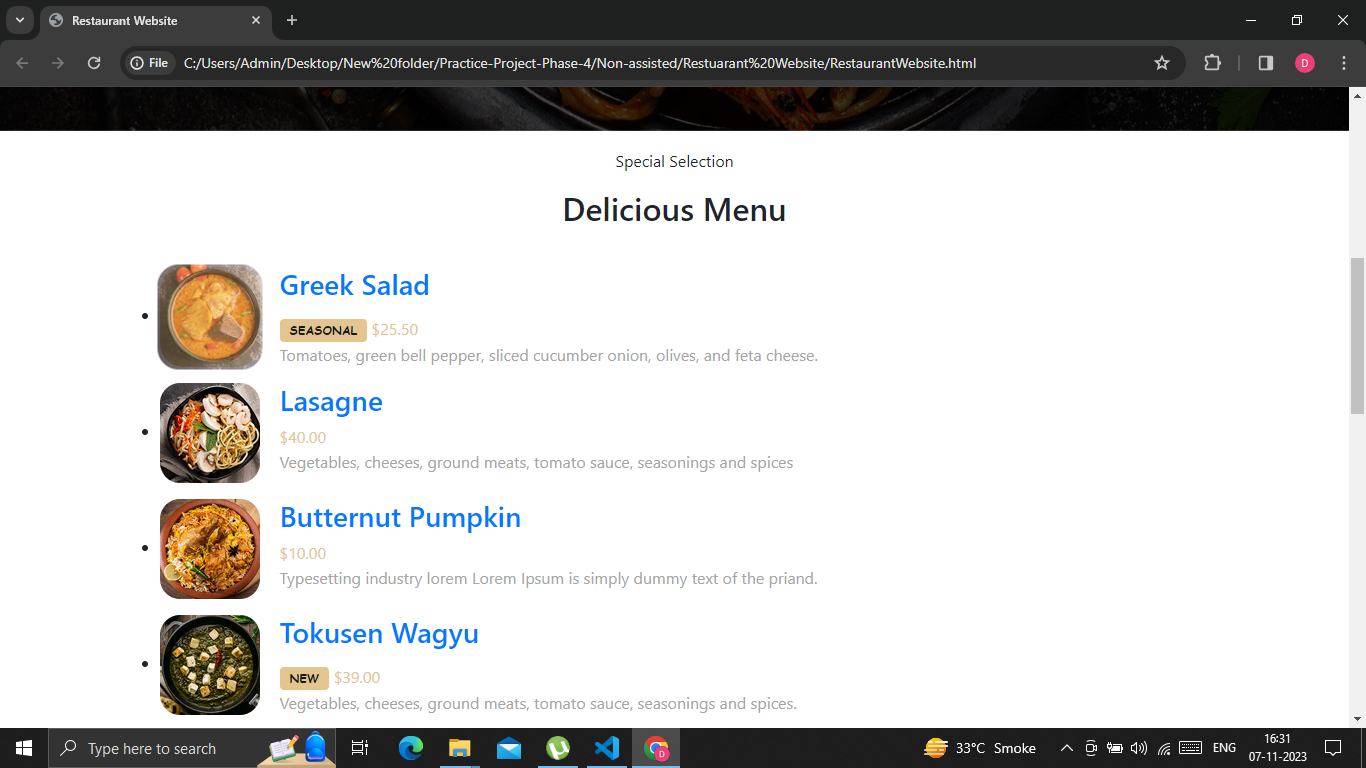 Restaurant Website
File
C:/Users/Admin/Desktop/New%20folder/Practice-Project-Phase-4/Non-assisted/Restuarant%20Website/RestaurantWebsite.html
D
Special Selection
Delicious Menu
Greek Salad
SEASONAL $25.50
Tomatoes, green bell pepper, sliced cucumber onion, olives, and feta cheese.
Lasagne
$40.00
Vegetables, cheeses, ground meats, tomato sauce, seasonings and spices
Butternut Pumpkin
$10.00
Typesetting industry lorem Lorem Ipsum is simply dummy text of the priand.
Tokusen Wagyu
NEW $39.00
Vegetables, cheeses, ground meats, tomato sauce, seasonings and spices.
Type here to search
D
33°C Smoke
ENG
16:31
07-11-2023